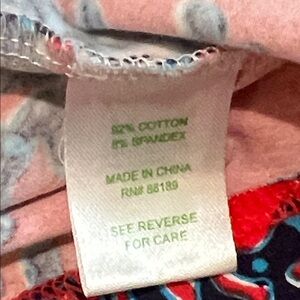 92% COTTON
8% SPANDEX
MADE IN CHINA
RN# 88189
SEE REVERSE
FOR CARE